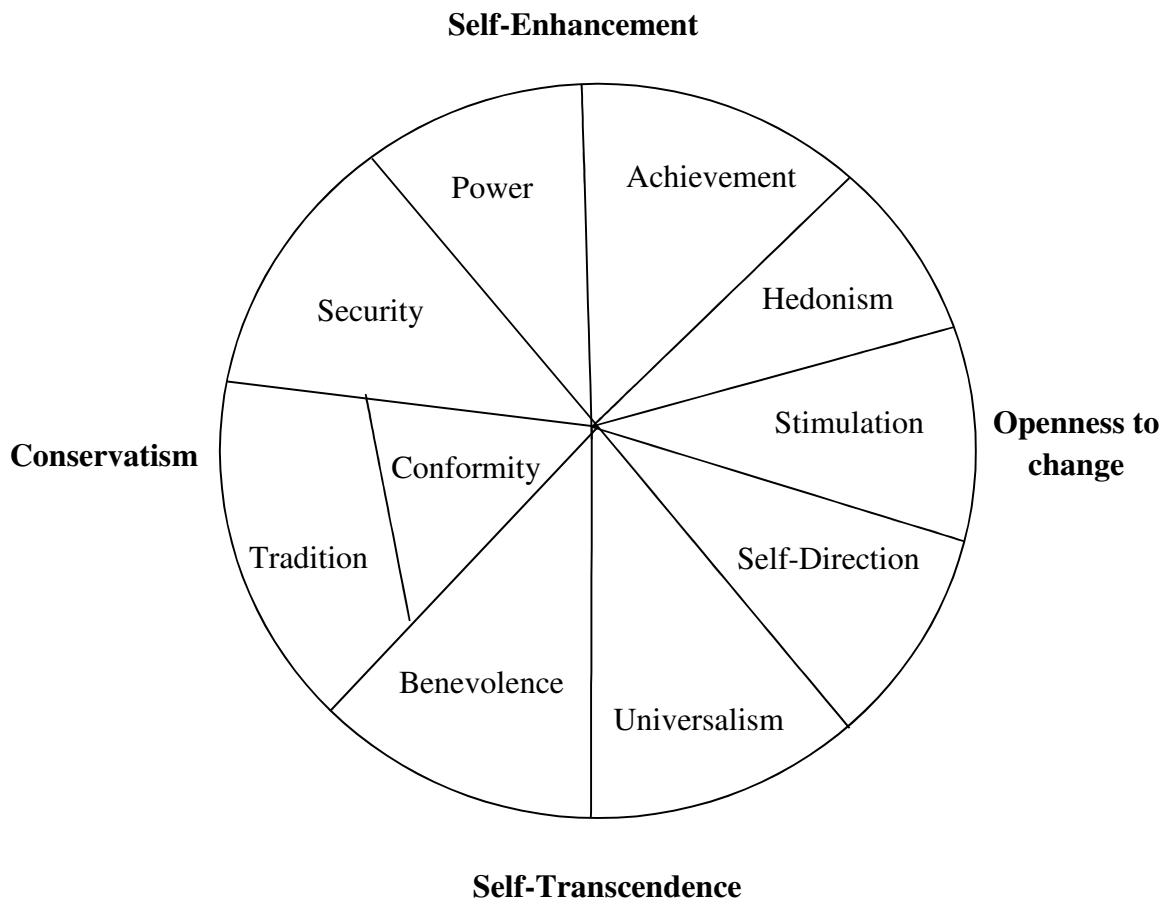 Self-Enhancement
Power
Achievement
Hedonism
Security
Stimulation
Openness to
change
Conservatism
Conformity
Tradition
Self-Direction
Benevolence
Universalism
Self-Transcendence